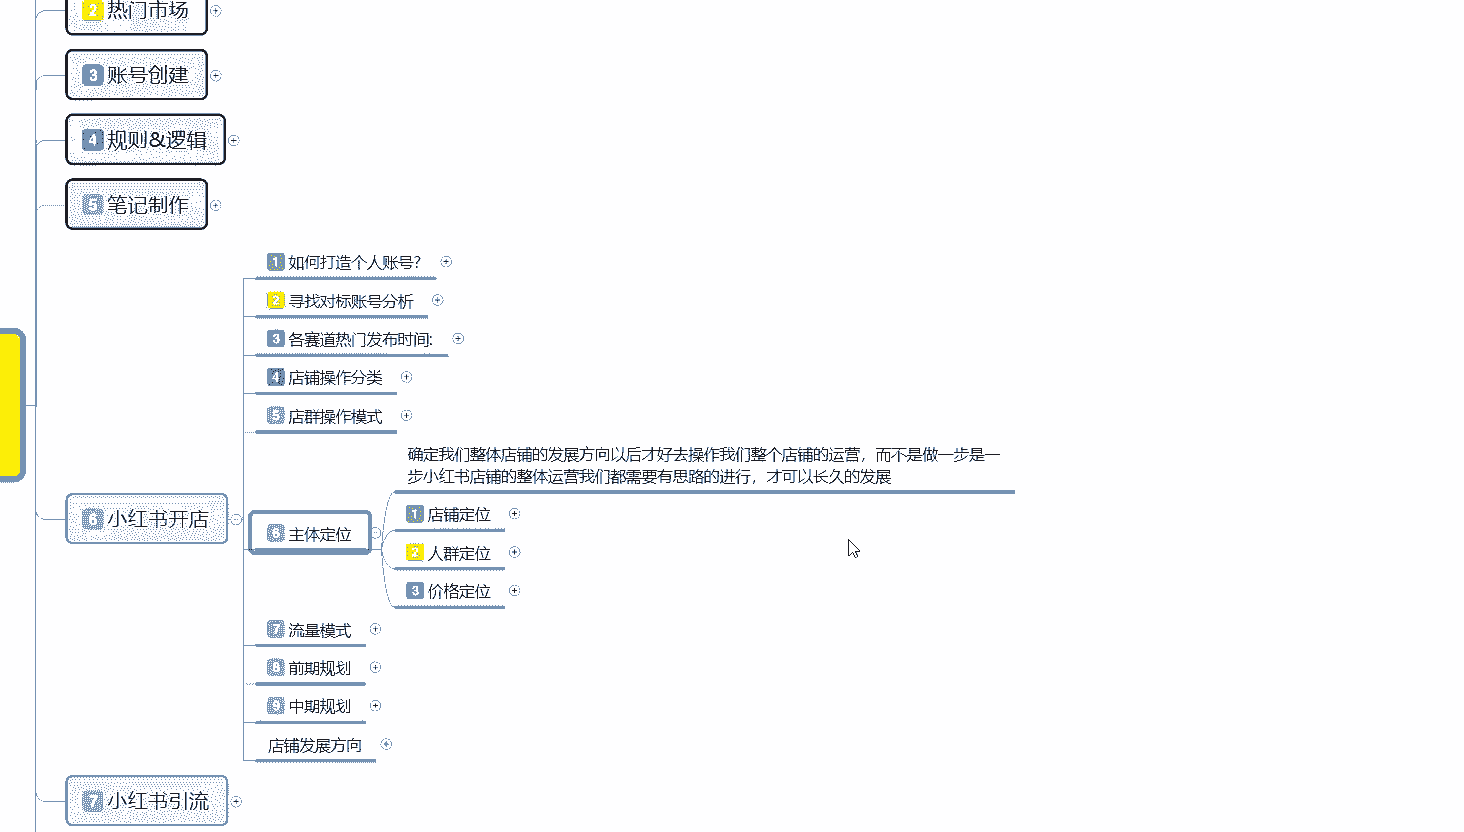 2 热门市场
3 账号创建
4 规则&逻辑
5 笔记制作
6 小红书开店
1 如何打造个人账号?
2 寻找对标账号分析
3 各赛道热门发布时间:
4 店铺操作分类
5 店群操作模式
6 主体定位
确定我们整体店铺的发展方向以后才好去操作我们整个店铺的运营，而不是做一步是一
步小红书店铺的整体运营我们都需要有思路的进行，才可以长久的发展
1 店铺定位
2 人群定位
3 价格定位
7 流量模式
8 前期规划
9 中期规划
店铺发展方向
7 小红书引流